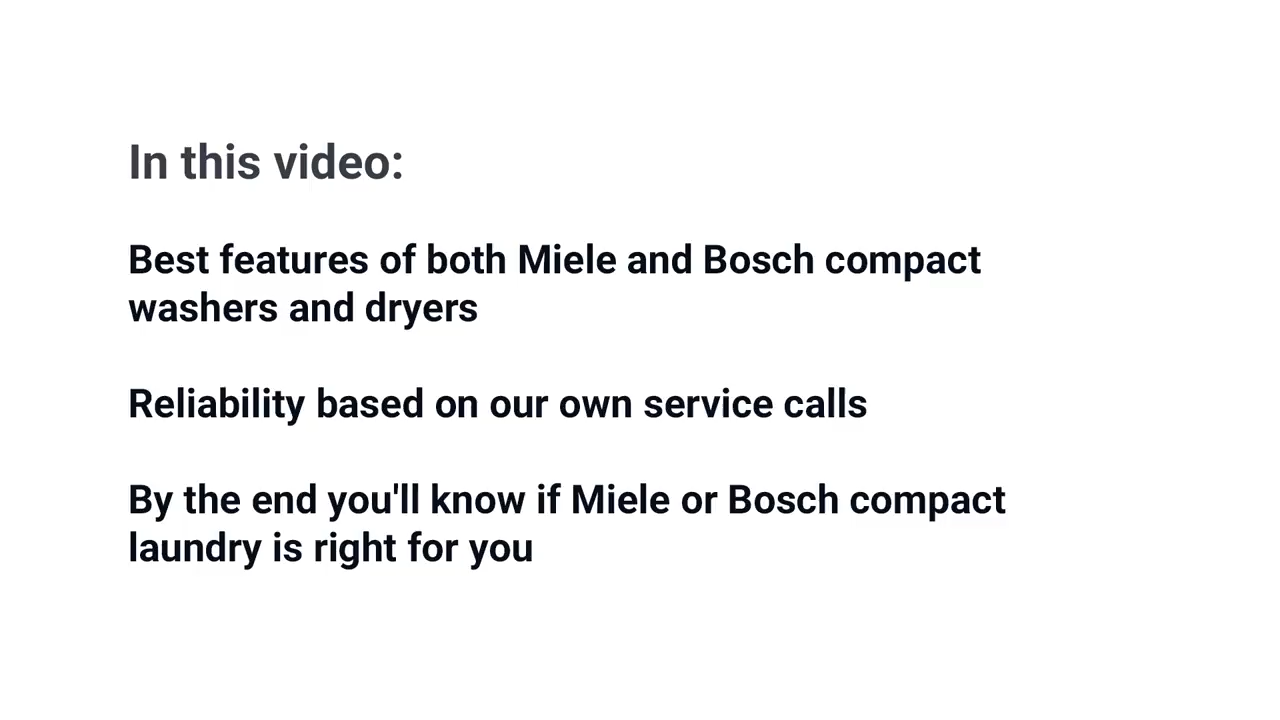 In this video:
Best features of both Miele and Bosch compact
washers and dryers
Reliability based on our own service calls
By the end you'll know if Miele or Bosch compact
laundry is right for you